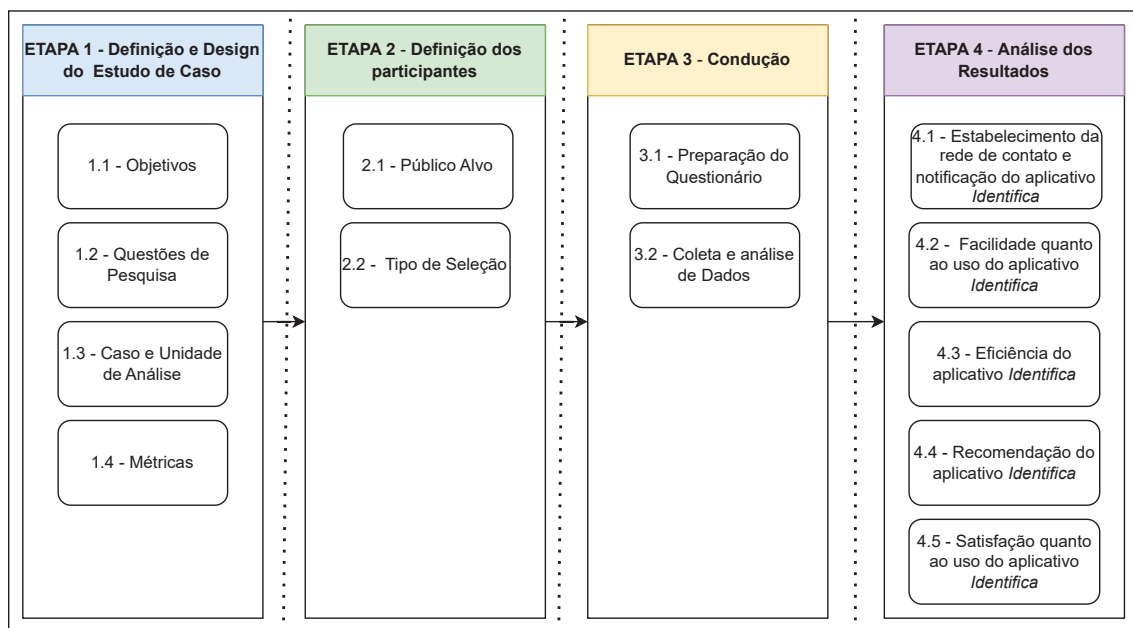 ETAPA 1 - Definição e Design
do Estudo de Caso
1.1 - Objetivos
1.2 - Questões de
Pesquisa
1.3 - Caso e Unidade
de Análise
1.4 - Métricas
ETAPA 2 - Definição dos
participantes
2.1 - Público Alvo
2.2 - Tipo de Seleção
ETAPA 3 - Condução
3.1 - Preparação do
Questionário
3.2 - Coleta e análise
de Dados
ETAPA 4 - Análise dos
Resultados
4.1 - Estabelecimento da
rede de contato e
notificação do aplicativo
Identifica
4.2 - Facilidade quanto
ao uso do aplicativo
Identifica
4.3 - Eficiência do
aplicativo Identifica
4.4 - Recomendação do
aplicativo Identifica
4.5 - Satisfação quanto
ao uso do aplicativo
Identifica